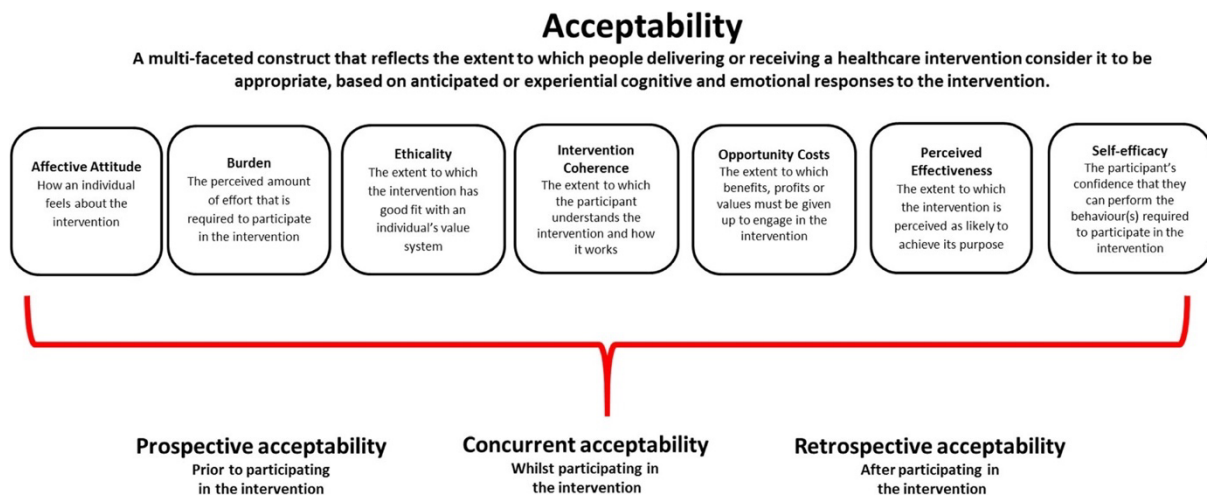 Acceptability
A multi-faceted construct that reflects the extent to which people delivering or receiving a healthcare intervention consider it to be
appropriate, based on anticipated or experiential cognitive and emotional responses to the intervention.
Affective Attitude
How an individual
feels about the
intervention
Burden
The perceived amount
of effort that is
required to participate
in the intervention
Ethicality
The extent to which
the intervention has
good fit with an
individual's value
system
Intervention
Coherence
The extent to which
the participant
understands the
intervention and how
it works
Opportunity Costs
The extent to which
benefits, profits or
values must be given
up to engage in the
intervention
Perceived
Effectiveness
The extent to which
the intervention is
perceived as likely to
achieve its purpose
Self-efficacy
The participant's
confidence that they
can perform the
behaviour(s) required
to participate in the
intervention
Prospective acceptability
Prior to participating
in the intervention
Concurrent acceptability
Whilst participating in
the intervention
Retrospective acceptability
After participating in
the intervention